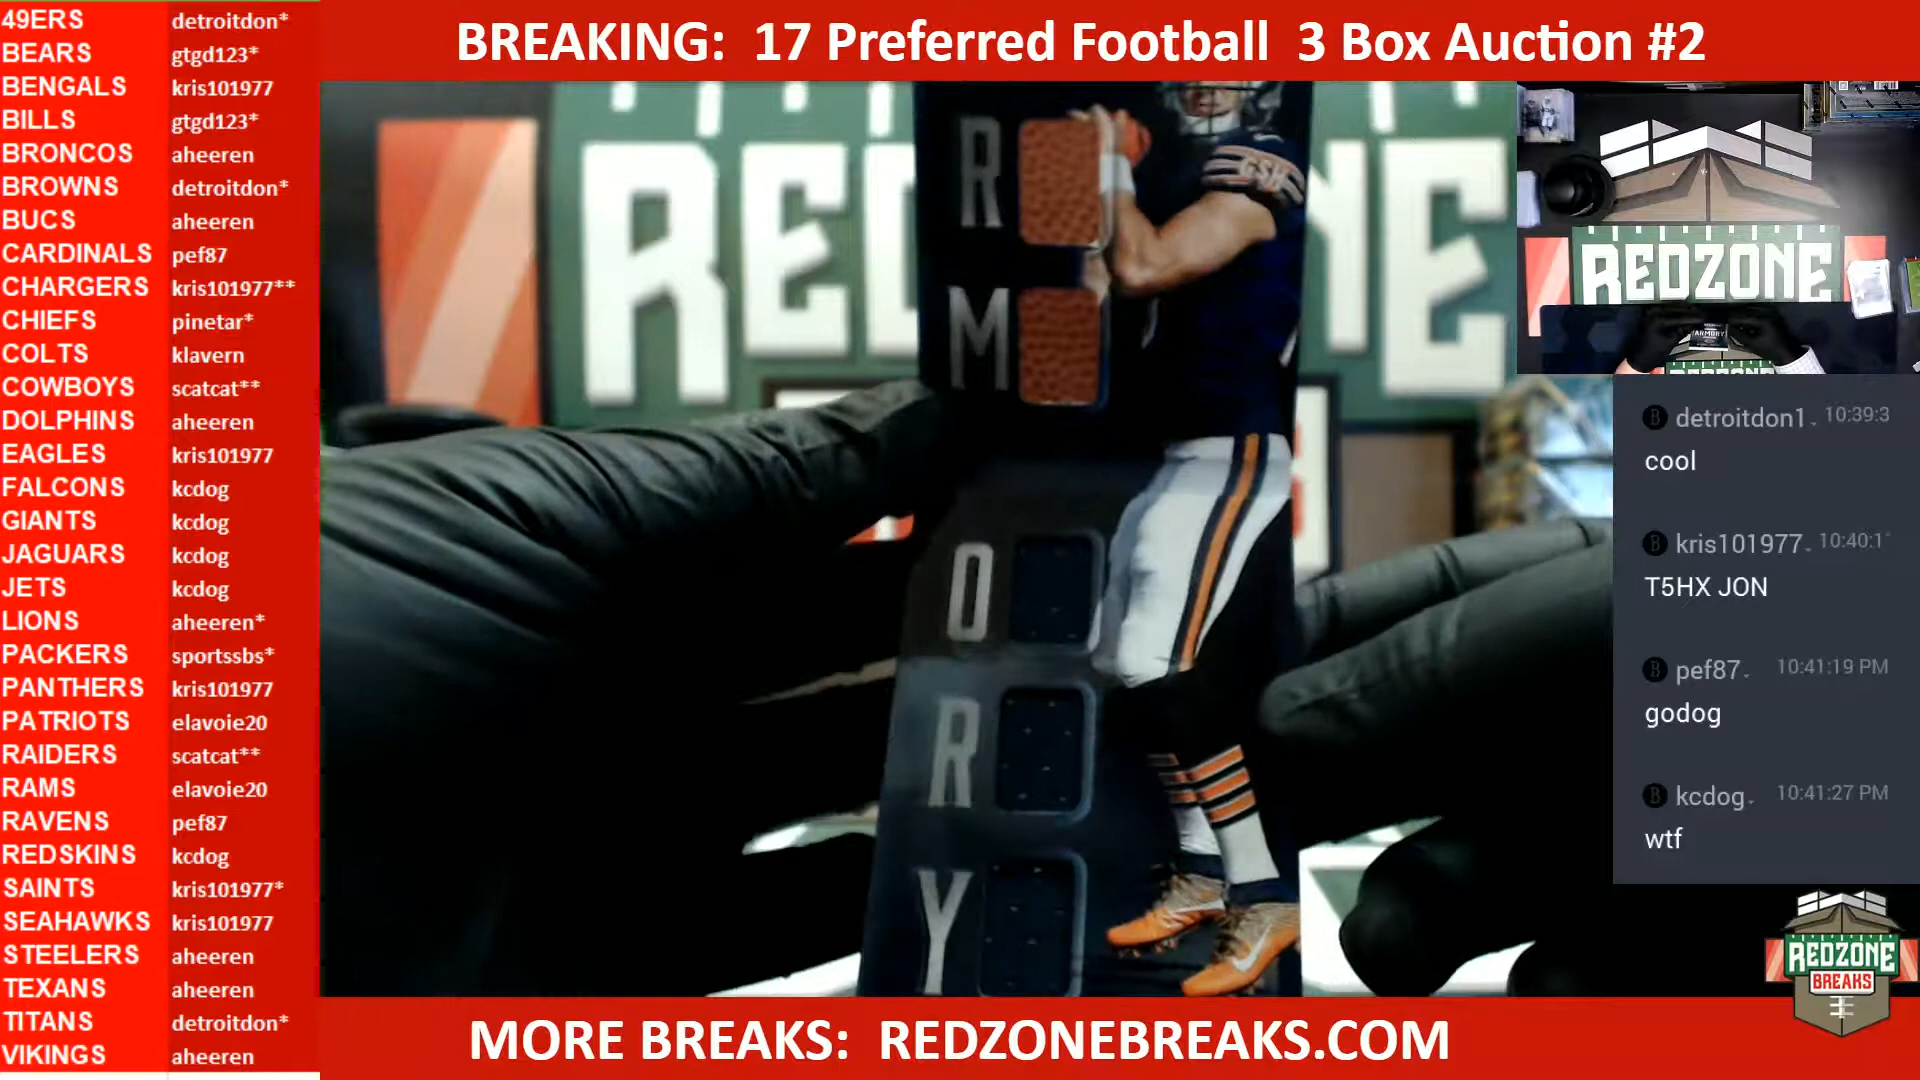 BREAKING: 17 Preferred Football 3 Box Auction #2
49ERS detroitdon*
BEARS gtgd123*
BENGALS kris101977
BILLS gtgd123*
BRONCOS aheeren
BROWNS detroitdon*
BUCS aheeren
CARDINALS pef87
CHARGERS kris101977**
CHIEFS pinetar*
COLTS klavern
COWBOYS scatcat**
DOLPHINS aheeren
EAGLES kris101977
FALCONS kcdog
GIANTS kcdog
JAGUARS kcdog
JETS kcdog
LIONS aheeren*
PACKERS sportssbs*
PANTHERS kris101977
PATRIOTS elavoie20
RAIDERS scatcat**
RAMS elavoie20
RAVENS pef87
REDSKINS kcdog
SAINTS kris101977*
SEAHAWKS kris101977
STEELERS aheeren
TEXANS aheeren
TITANS detroitdon*
VIKINGS aheeren
R
M
O
R
Y
GSH
REDZONE
ARMORY
detroitdon1 10:39:3
cool
kris101977 10:40:1
T5HX JON
pef87 10:41:19 PM
godog
kcdog 10:41:27 PM
wtf
REDZONE
BREAKS
MORE BREAKS: REDZONEBREAKS.COM